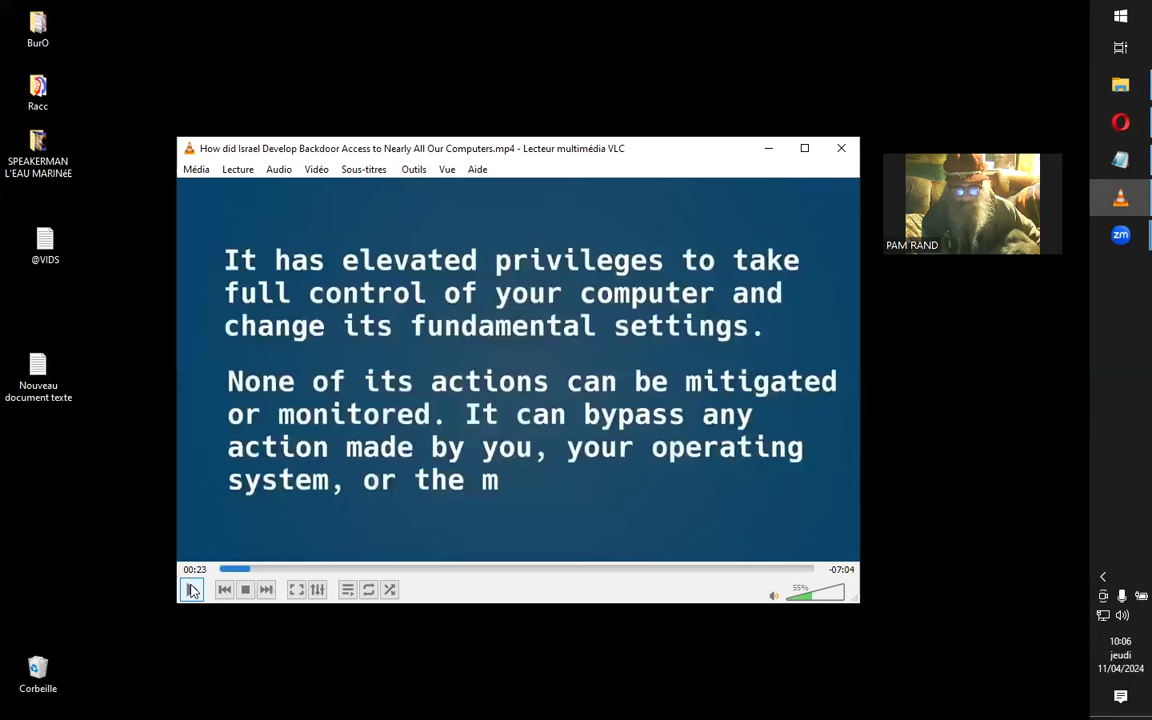 BurO
Racc
SPEAKERMAN
L'EAU MARINéE
@VIDS
Nouveau
document texte
Corbeille
How did Israel Develop Backdoor Access to Nearly All Our Computers.mp4 - Lecteur multimédia VLC
Média Lecture Audio Vidéo Sous-titres Outils Vue Aide
It has elevated privileges to take
full control of your computer and
change its fundamental settings.
None of its actions can be mitigated
or monitored. It can bypass any
action made by you, your operating
system, or the m
00:23 -07:04
55%
PAM RAND
zm
10:06
jeudi
11/04/2024